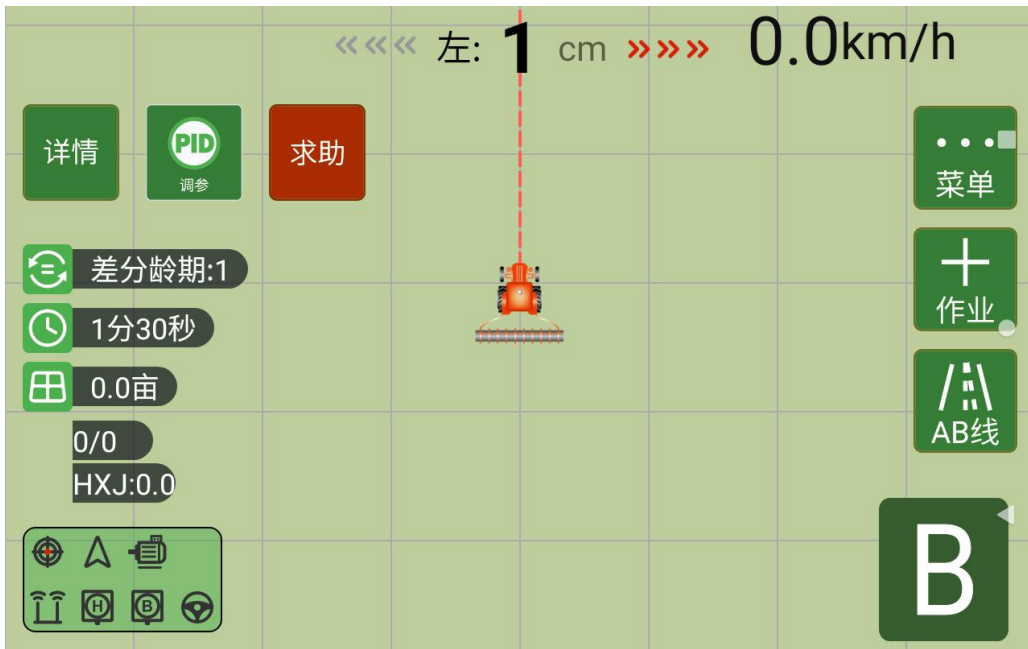 左: 1 cm 0.0km/h
详情
PID
调参
求助
菜单
差分龄期:1
作业
1分30秒
0.0亩
AB线
0/0
HXJ:0.0
B
H B